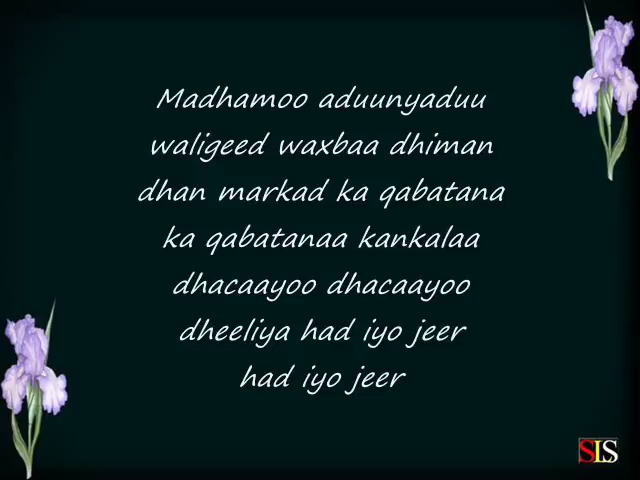 Madhamoo aduunyaduu
waligeed waxbaa dhiman
dhan markad ka qabatana
ka qabatanaa kankalaa
dhacaayoo dhacaayoo
dheeliya had iyo jeer
had iyo jeer
SLS